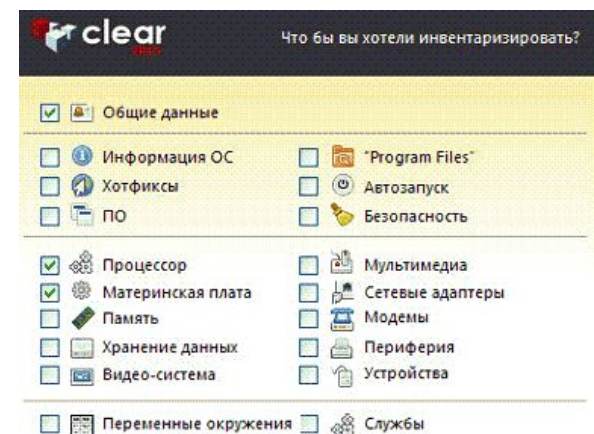 clear
Что бы вы хотели инвентаризировать?
Общие данные
Информация ОС
"Program Files"
Хотфиксы
Автозапуск
ПО
Безопасность
Процессор
Мультимедиа
Материнская плата
Сетевые адаптеры
Память
Модемы
Хранение данных
Периферия
Видео-система
Устройства
Переменные окружения
Службы